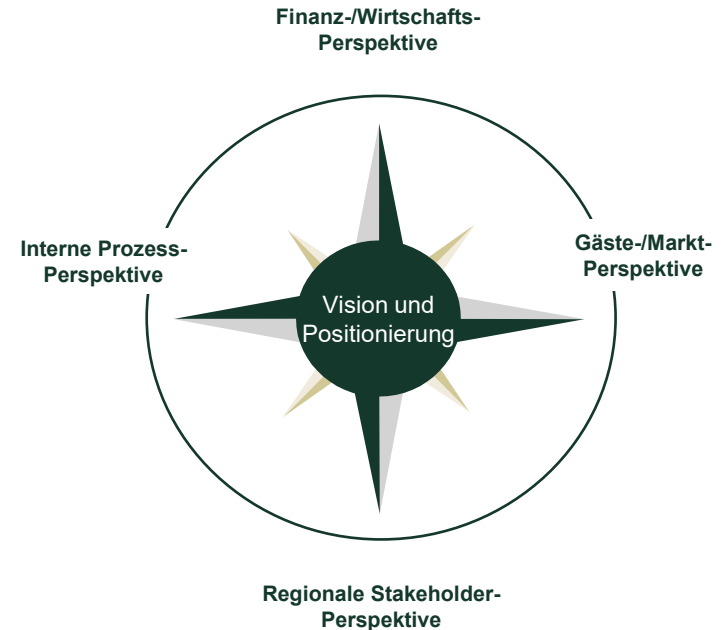 Finanz-/Wirtschafts-
Perspektive
Interne Prozess-
Perspektive
Gäste-/Markt-
Perspektive
Vision und
Positionierung
Regionale Stakeholder-
Perspektive